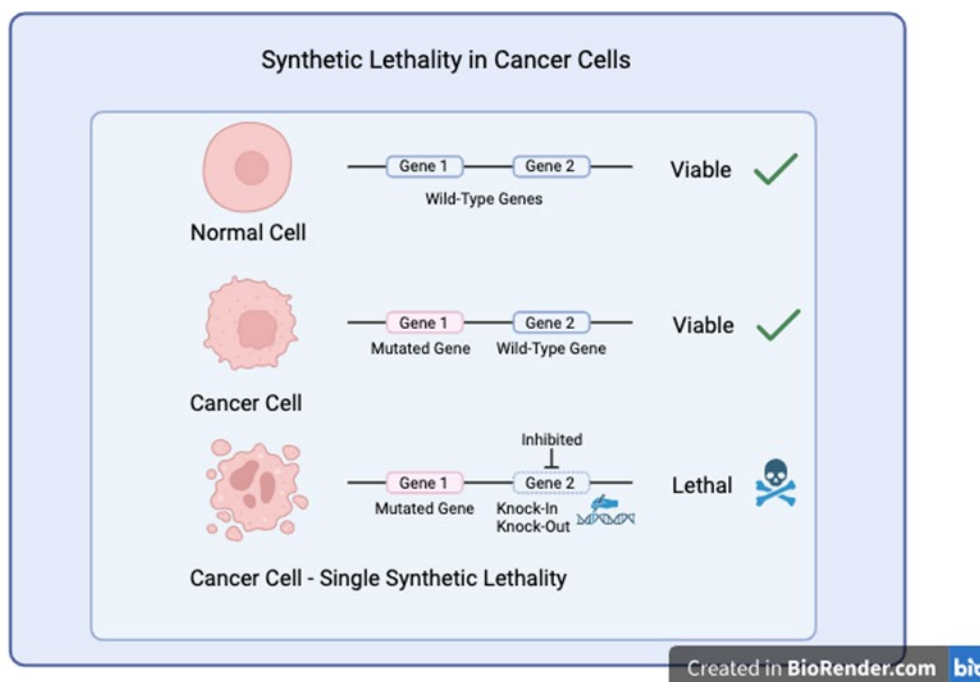 Synthetic Lethality in Cancer Cells
Gene 1
Gene 2
Viable
Wild-Type Genes
Normal Cell
Gene 1
Gene 2
Viable
Mutated Gene
Wild-Type Gene
Cancer Cell
Inhibited
Gene 1
Gene 2
Lethal
Mutated Gene
Knock-In
Knock-Out
Cancer Cell - Single Synthetic Lethality
Created in BioRender.com